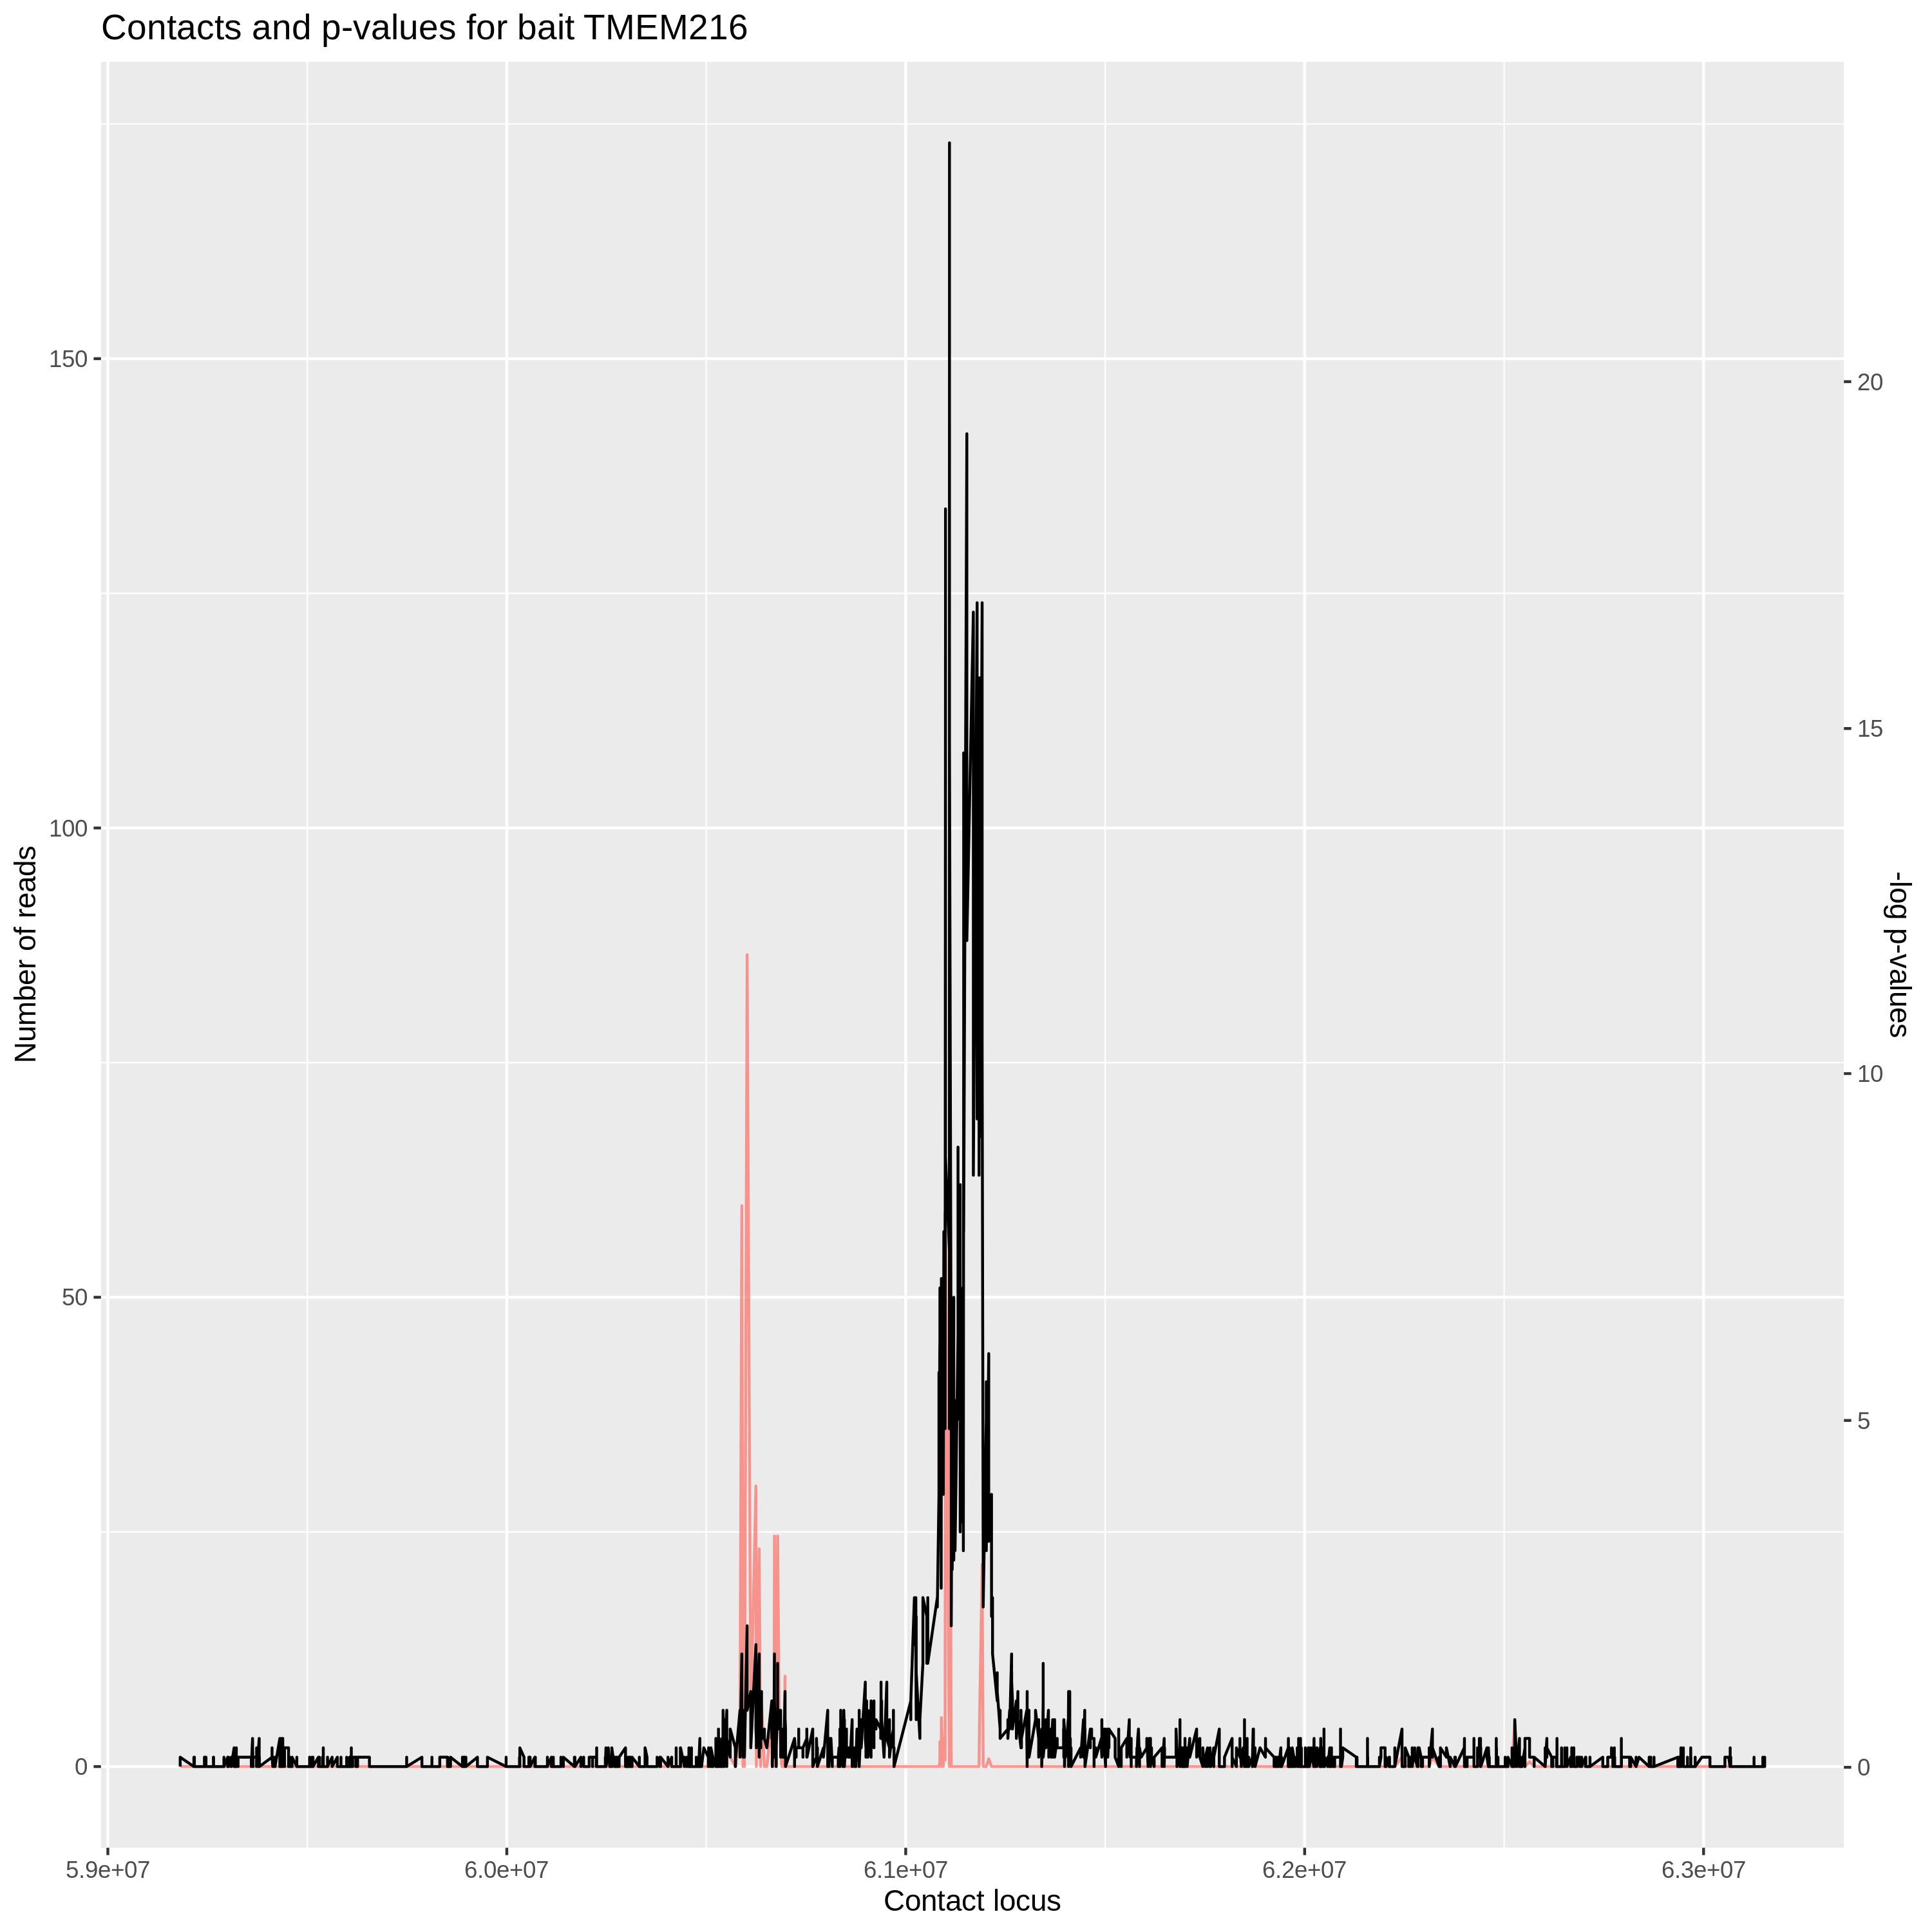 Contacts and p-values for bait TMEM216
150
100
50
0
Number of reads
20
15
10
5
0
-log p-values
5.9e+07
6.0e+07
6.1e+07
6.2e+07
6.3e+07
Contact locus